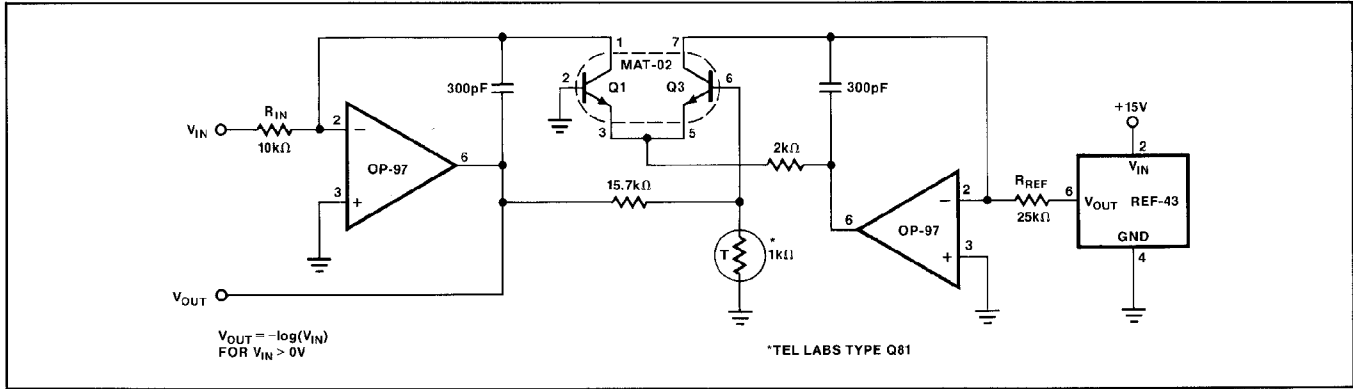 1
7
MAT-02
2
Q1
Q3
6
3
5
300pF
300pF
+15V
2
V_IN
V_OUT
REF-43
GND
4
V_IN
R_IN
10kΩ
2
−
OP-97
3
+
6
15.7kΩ
2kΩ
T
*
1kΩ
6
−
2
OP-97
+
3
R_REF
25kΩ
6
V_OUT
V_OUT = −log(V_IN)
FOR V_IN > 0V
*TEL LABS TYPE Q81